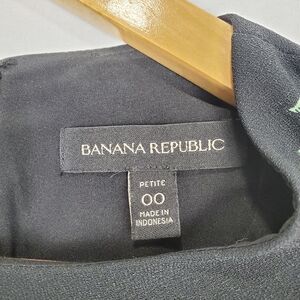 BANANA REPUBLIC
PETITE
00
MADE IN
INDONESIA